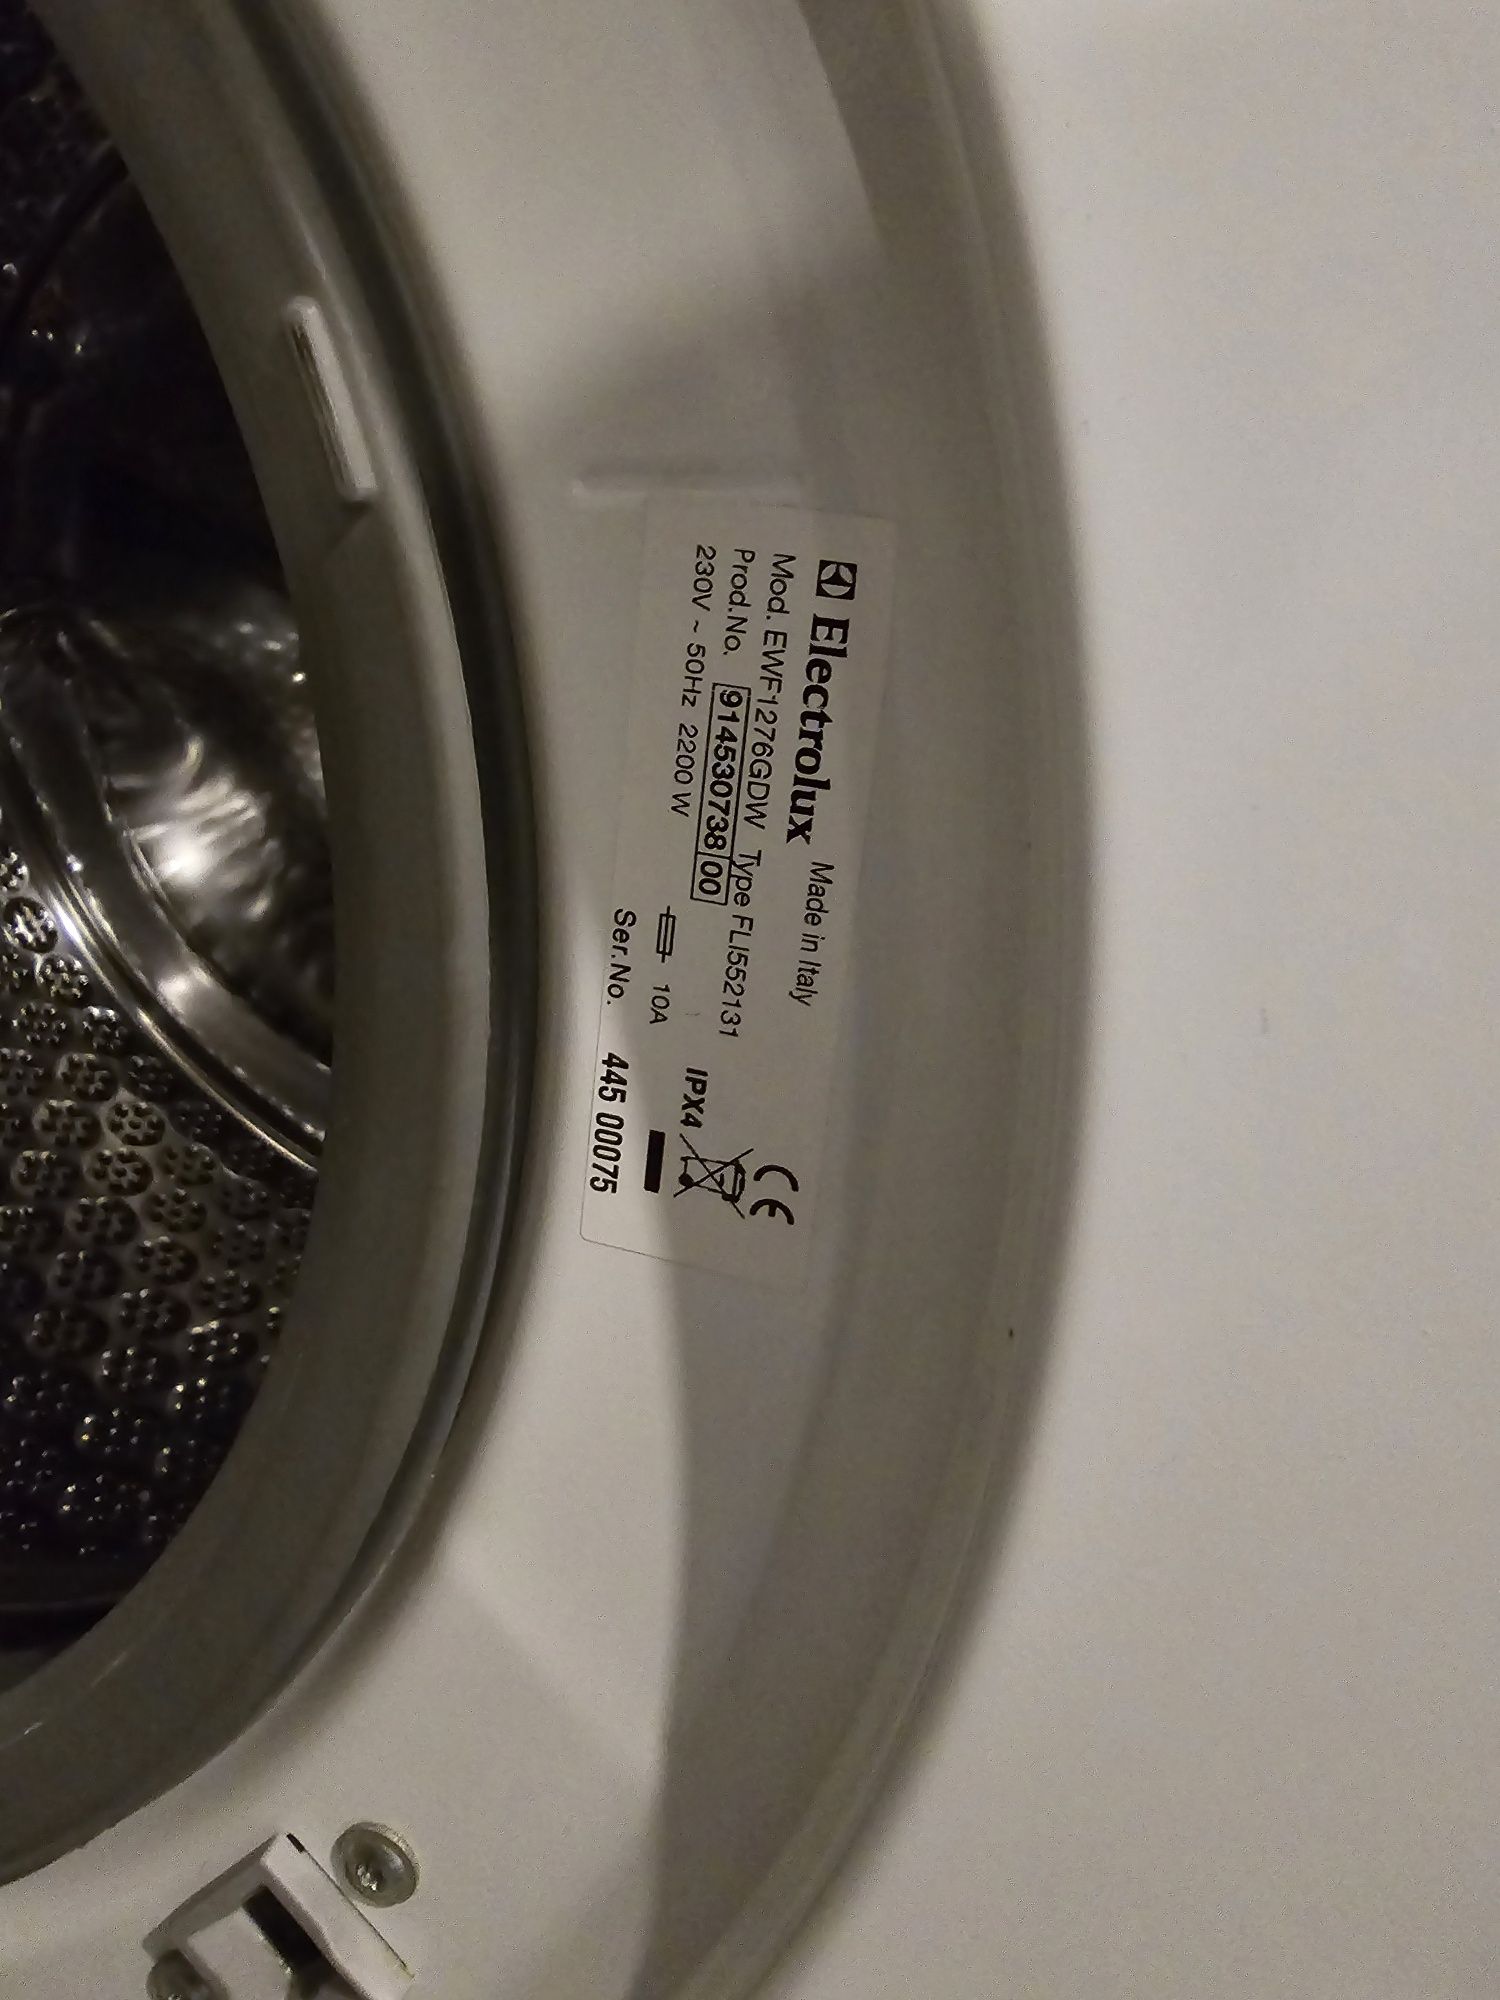 Electrolux Made in Italy
Mod. EWF1276GDW Type FLI552131
Prod.No. 914530738 00
230V ~ 50Hz 2200 W
10A IPX4 CE
Ser.No. 445 00075